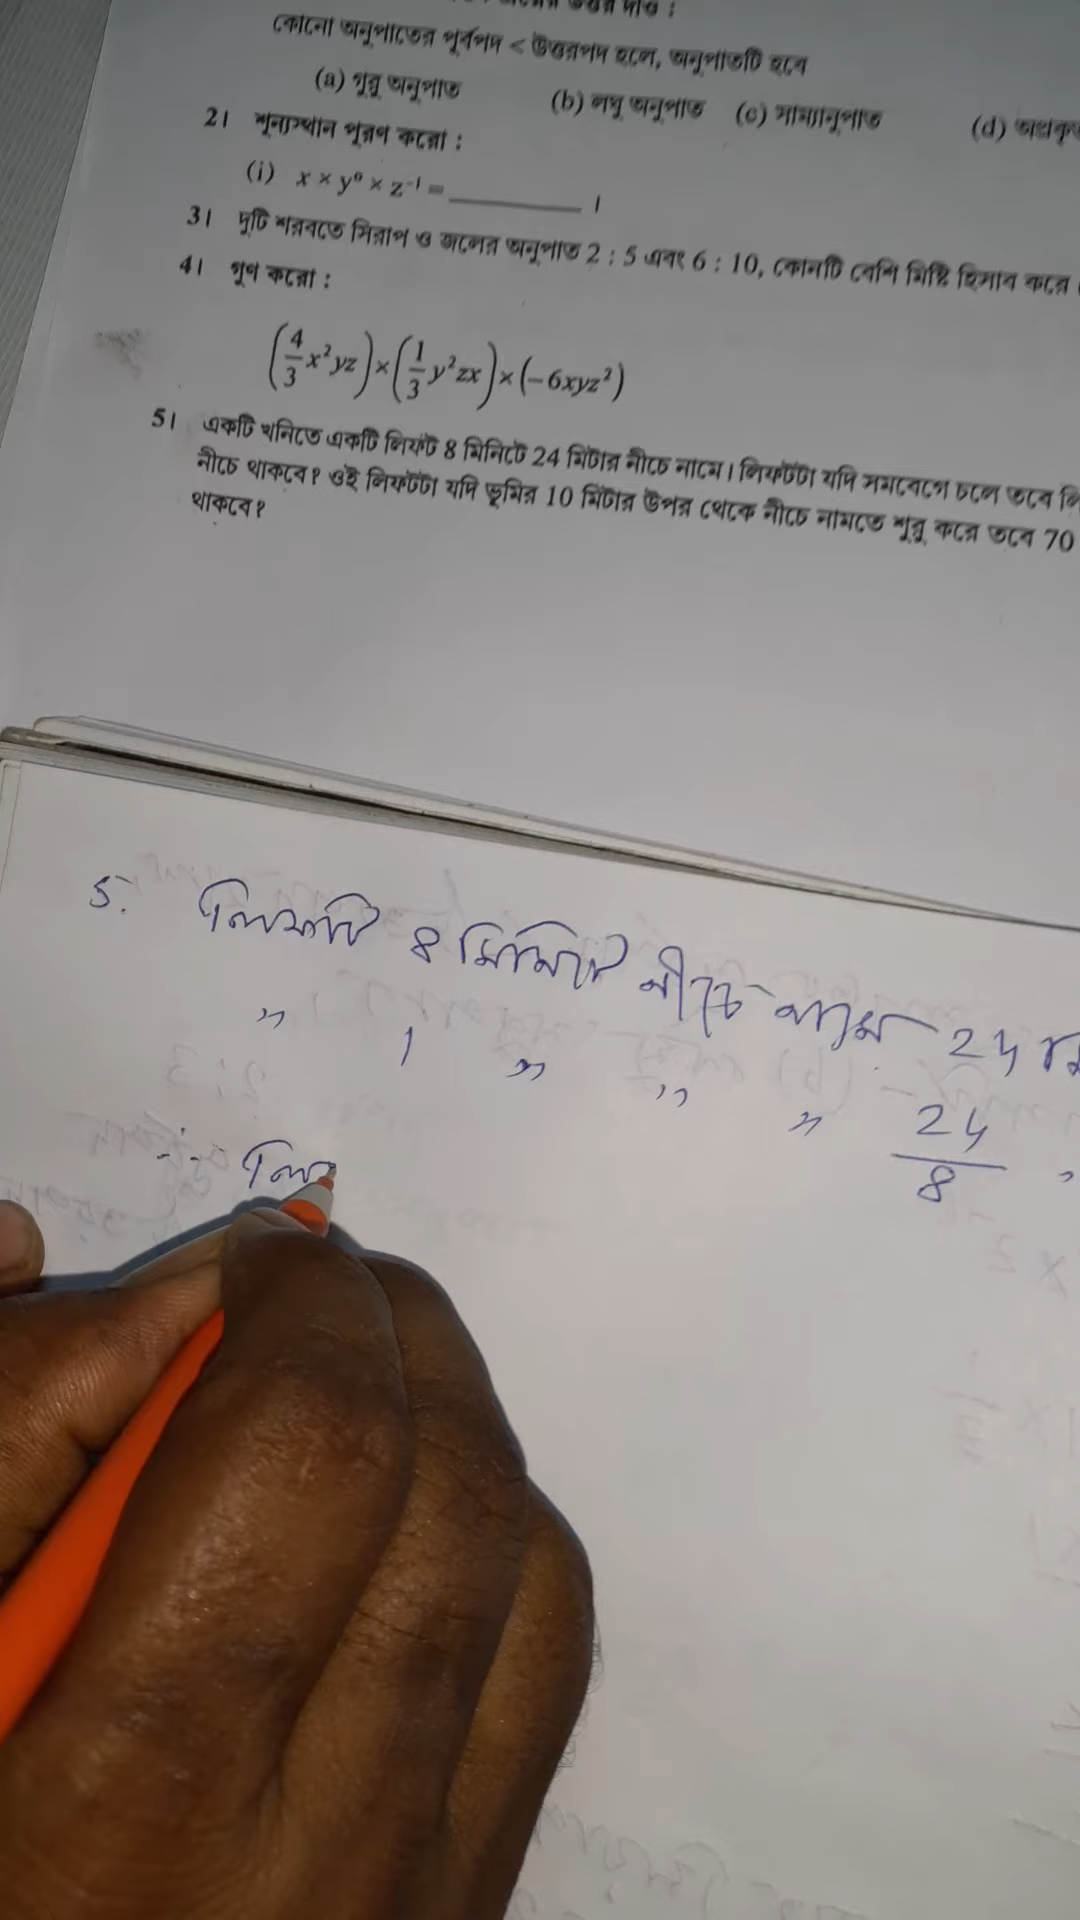 উত্তর দাও :
কোনো অনুপাতের পূর্বপদ < উত্তরপদ হলে, অনুপাতটি হবে
(a) গুরু অনুপাত (b) লঘু অনুপাত (c) সাম্যানুপাত (d)
2। শূন্যস্থান পূরণ করো :
(i) x × y⁰ × z⁻¹ = ________ ।
3। দুটি শরবতে সিরাপ ও জলের অনুপাত 2 : 5 এবং 6 : 10, কোনটি বেশি মিষ্টি হিসাব করে
4। গুণ করো :
(4/3 x²yz) × (1/3 y²zx) × (−6xyz²)
5। একটি খনিতে একটি লিফট 8 মিনিটে 24 মিটার নীচে নামে। লিফটটা যদি সমবেগে চলে তবে লি
নীচে থাকবে? ওই লিফটটা যদি ভূমির 10 মিটার উপর থেকে নীচে নামতে শুরু করে তবে 70
থাকবে?
5. লিফটটি 8 মিনিটে নীচে নামে 24 মি
" 1 " " " 24/8 "
∴ লিফ